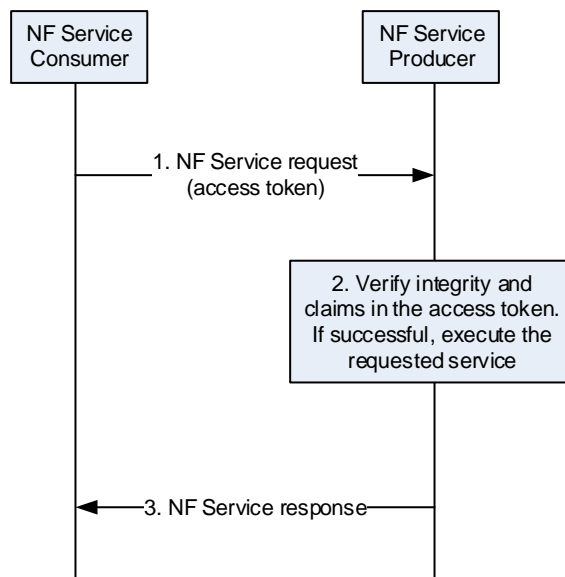 NF Service
Consumer
NF Service
Producer
1. NF Service request
(access token)
2. Verify integrity and
claims in the access token.
If successful, execute the
requested service
3. NF Service response